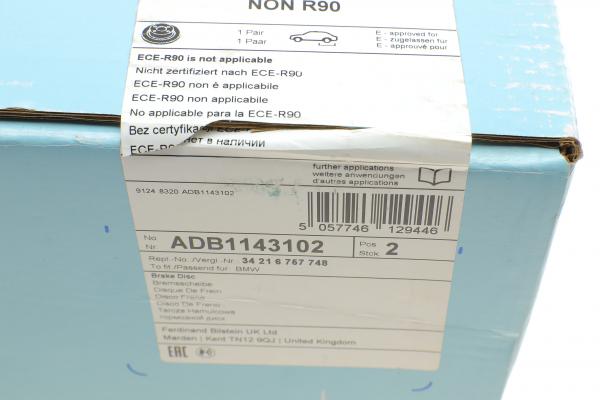 NON R90
1 Pair
1 Paar
E - approved for
E - zugelassen für
E - approuvé pour
ECE-R90 is not applicable
Nicht zertifiziert nach ECE-R90
ECE-R90 non è applicabile
ECE-R90 non applicabile
No applicable para la ECE-R90
Bez certyfika
нет в наличии
further applications
weitere anwendungen
d'autres applications
9124 8320 ADB1143102
5 057746 129446
No.
Nr.
ADB1143102
Pcs
Stck.
2
Repl.-No./Vergl.-Nr. 34 21 6 757 748
To fit /Passend für: BMW
Brake Disc
Bremsscheibe
Disque De Frein
Disco Freno
Disco De Freno
Tarcza Hamulcowa
тормозной диск
Ferdinand Bilstein UK Ltd
Marden | Kent TN12 9QJ | United Kingdom
EAC